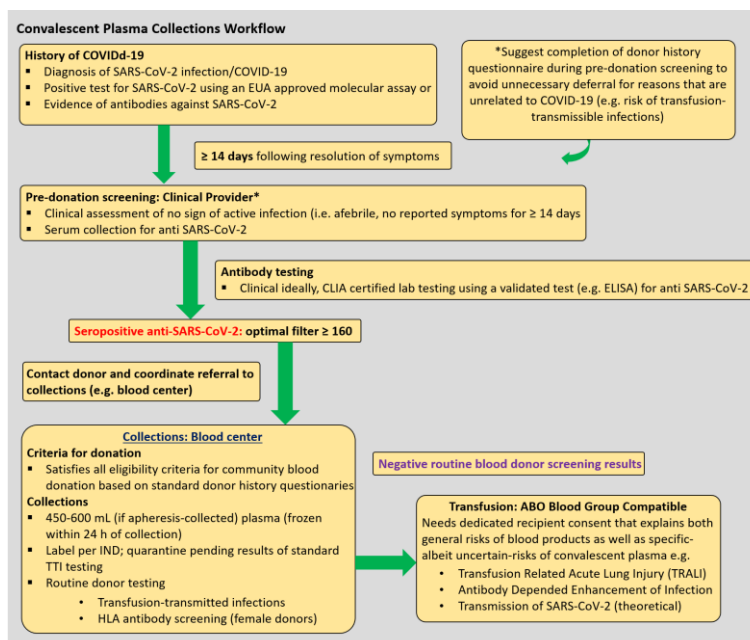 Convalescent Plasma Collections Workflow
History of COVIDd-19
▪ Diagnosis of SARS-CoV-2 infection/COVID-19
▪ Positive test for SARS-CoV-2 using an EUA approved molecular assay or
▪ Evidence of antibodies against SARS-CoV-2
*Suggest completion of donor history
questionnaire during pre-donation screening to
avoid unnecessary deferral for reasons that are
unrelated to COVID-19 (e.g. risk of transfusion-
transmissible infections)
≥ 14 days following resolution of symptoms
Pre-donation screening: Clinical Provider*
▪ Clinical assessment of no sign of active infection (i.e. afebrile, no reported symptoms for ≥ 14 days
▪ Serum collection for anti SARS-CoV-2
Antibody testing
▪ Clinical ideally, CLIA certified lab testing using a validated test (e.g. ELISA) for anti SARS-CoV-2
Seropositive anti-SARS-CoV-2: optimal filter ≥ 160
Contact donor and coordinate referral to
collections (e.g. blood center)
Collections: Blood center
Criteria for donation
▪ Satisfies all eligibility criteria for community blood
donation based on standard donor history questionaries
Collections
▪ 450-600 mL (if apheresis-collected) plasma (frozen
within 24 h of collection)
▪ Label per IND; quarantine pending results of standard
TTI testing
▪ Routine donor testing
• Transfusion-transmitted infections
• HLA antibody screening (female donors)
Negative routine blood donor screening results
Transfusion: ABO Blood Group Compatible
Needs dedicated recipient consent that explains both
general risks of blood products as well as specific-
albeit uncertain-risks of convalescent plasma e.g.
• Transfusion Related Acute Lung Injury (TRALI)
• Antibody Depended Enhancement of Infection
• Transmission of SARS-CoV-2 (theoretical)